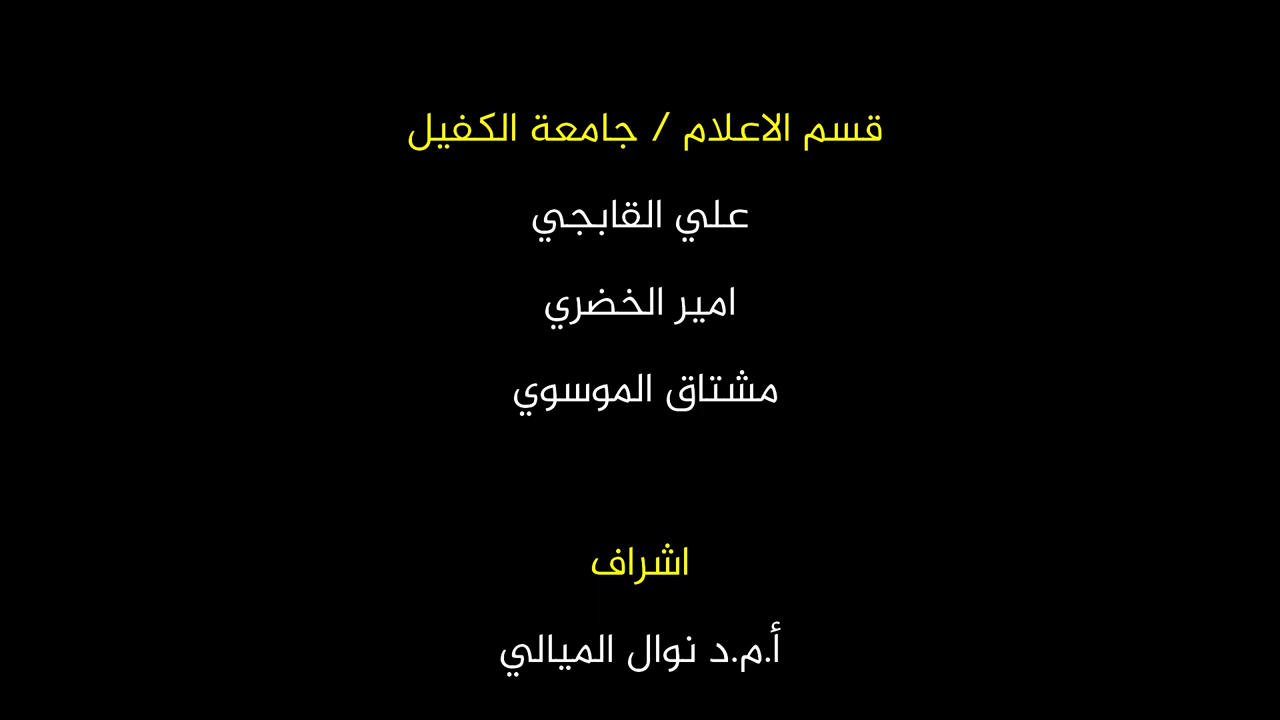 قسم الاعلام / جامعة الكفيل
علي القابجي
امير الخضري
مشتاق الموسوي
اشراف
أ.م.د نوال الميالي